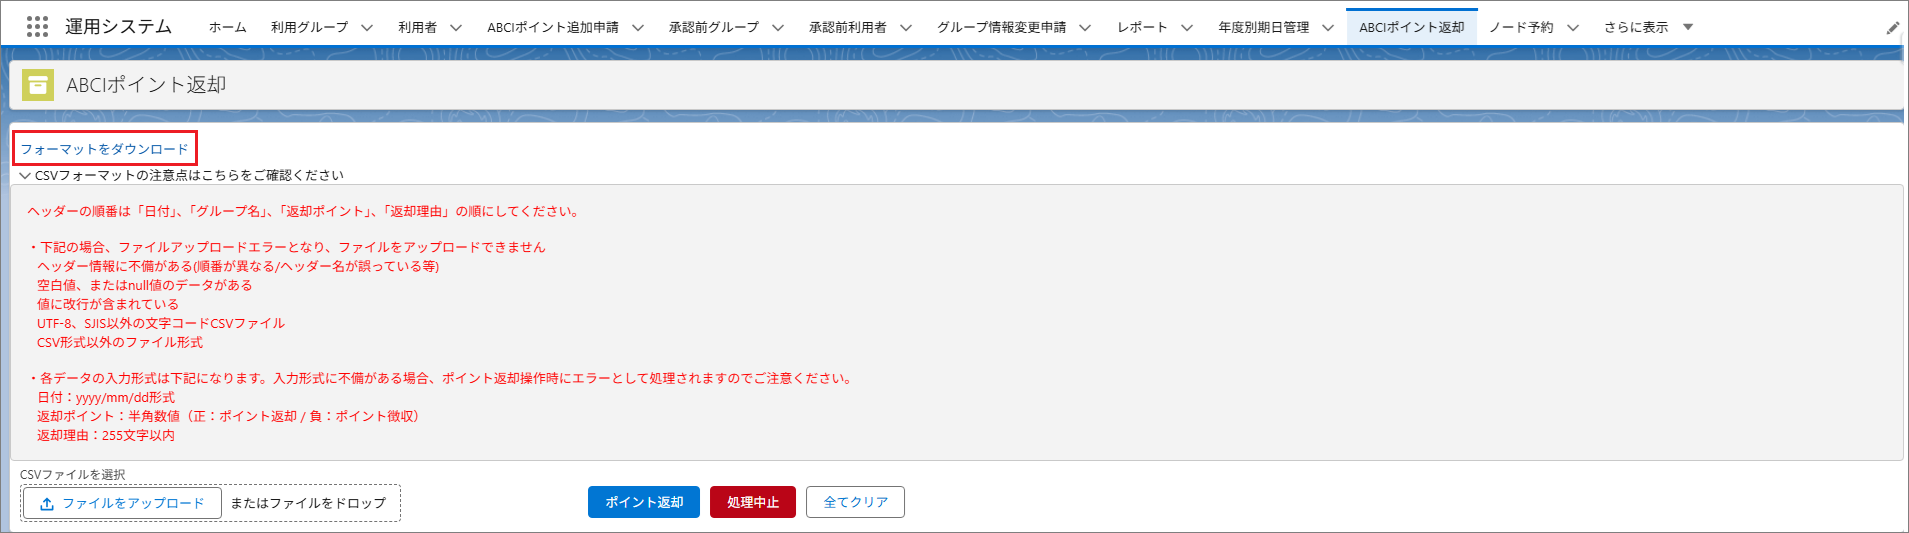 運用システム ホーム 利用グループ 利用者 ABCIポイント追加申請 承認前グループ 承認前利用者 グループ情報変更申請 レポート 年度別期日管理 ABCIポイント返却 ノード予約 さらに表示
ABCIポイント返却
フォーマットをダウンロード
CSVフォーマットの注意点はこちらをご確認ください
ヘッダーの順番は「日付」、「グループ名」、「返却ポイント」、「返却理由」の順にしてください。
・下記の場合、ファイルアップロードエラーとなり、ファイルをアップロードできません
ヘッダー情報に不備がある(順番が異なる/ヘッダー名が誤っている等)
空白値、またはnull値のデータがある
値に改行が含まれている
UTF-8、SJIS以外の文字コードCSVファイル
CSV形式以外のファイル形式
・各データの入力形式は下記になります。入力形式に不備がある場合、ポイント返却操作時にエラーとして処理されますのでご注意ください。
日付：yyyy/mm/dd形式
返却ポイント：半角数値（正：ポイント返却 / 負：ポイント徴収）
返却理由：255文字以内
CSVファイルを選択
ファイルをアップロード またはファイルをドロップ ポイント返却 処理中止 全てクリア